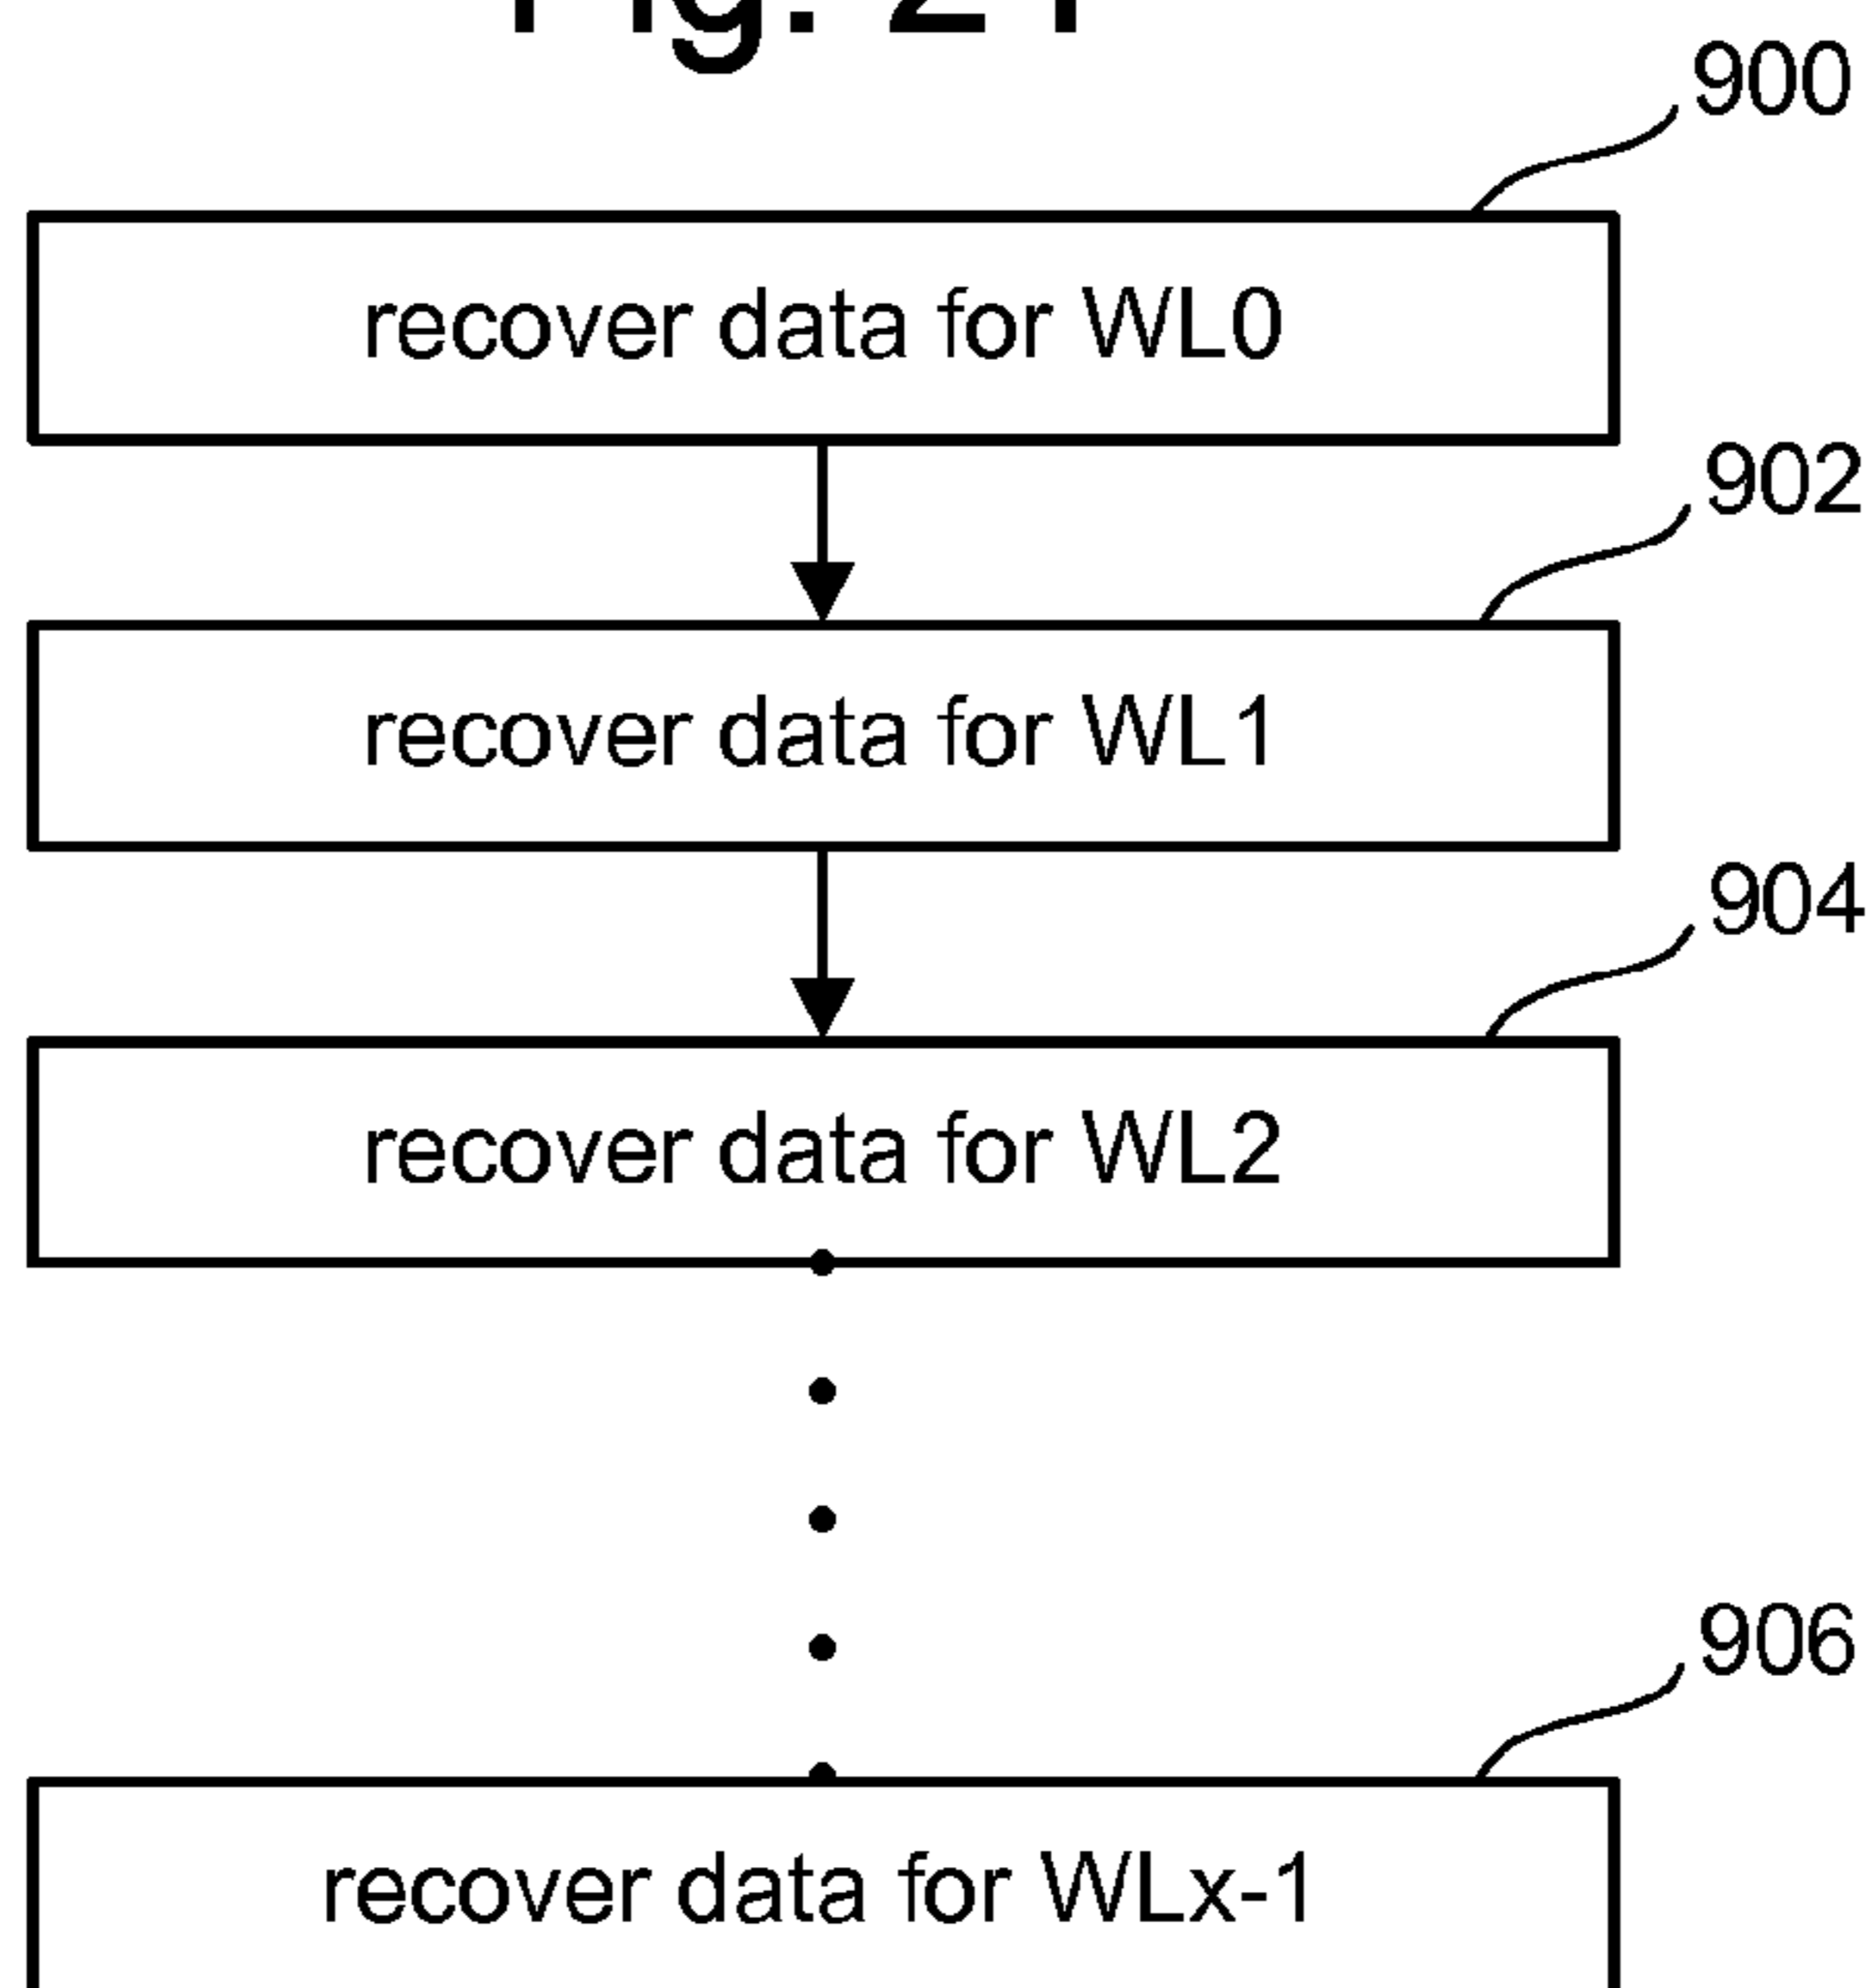 Fig. 21
900
recover data for WL0
902
recover data for WL1
904
recover data for WL2
906
recover data for WLx-1